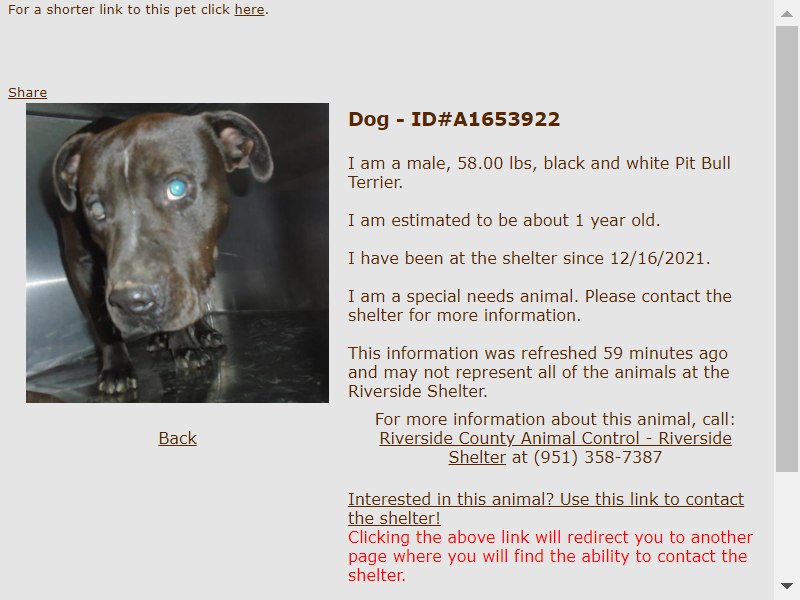 For a shorter link to this pet click here.
Share
Dog - ID#A1653922
I am a male, 58.00 lbs, black and white Pit Bull
Terrier.
I am estimated to be about 1 year old.
I have been at the shelter since 12/16/2021.
I am a special needs animal. Please contact the
shelter for more information.
This information was refreshed 59 minutes ago
and may not represent all of the animals at the
Riverside Shelter.
For more information about this animal, call:
Riverside County Animal Control - Riverside
Shelter at (951) 358-7387
Back
Interested in this animal? Use this link to contact
the shelter!
Clicking the above link will redirect you to another
page where you will find the ability to contact the
shelter.